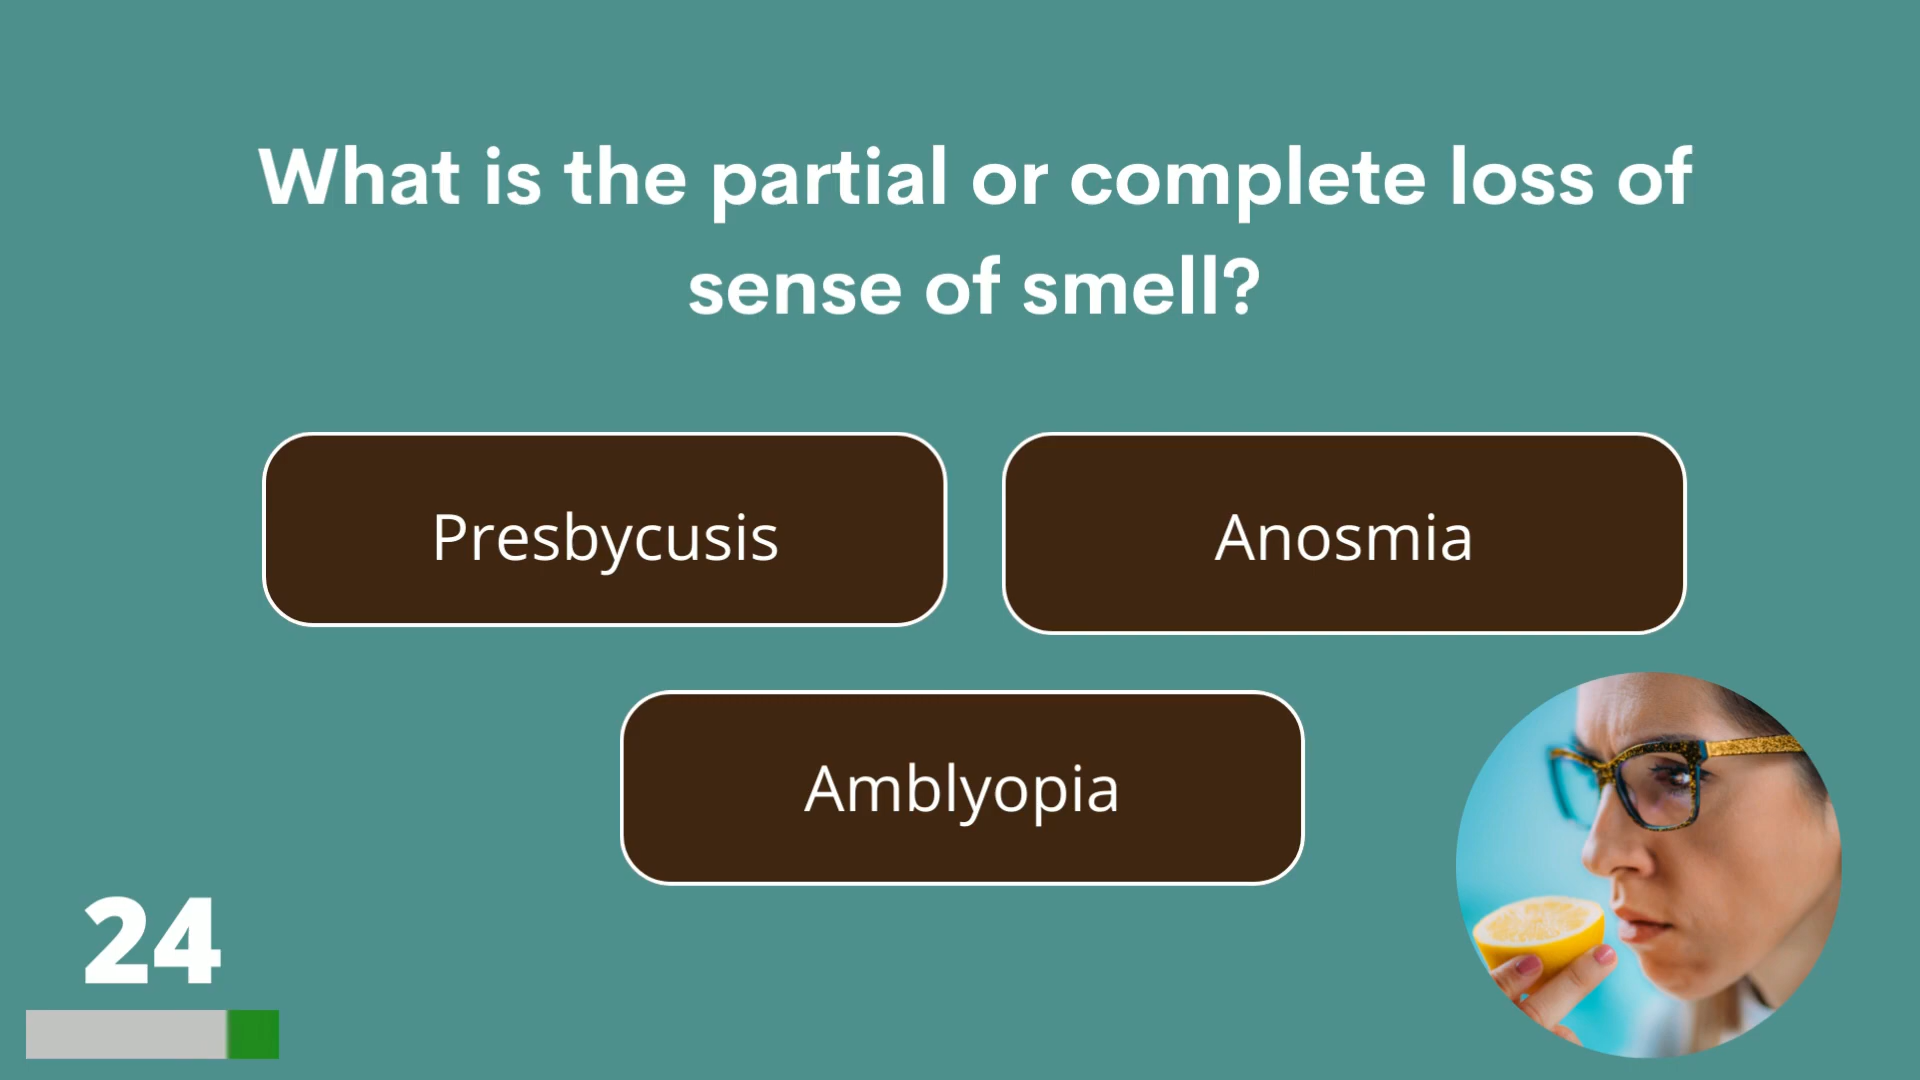 What is the partial or complete loss of
sense of smell?
Presbycusis
Anosmia
Amblyopia
24